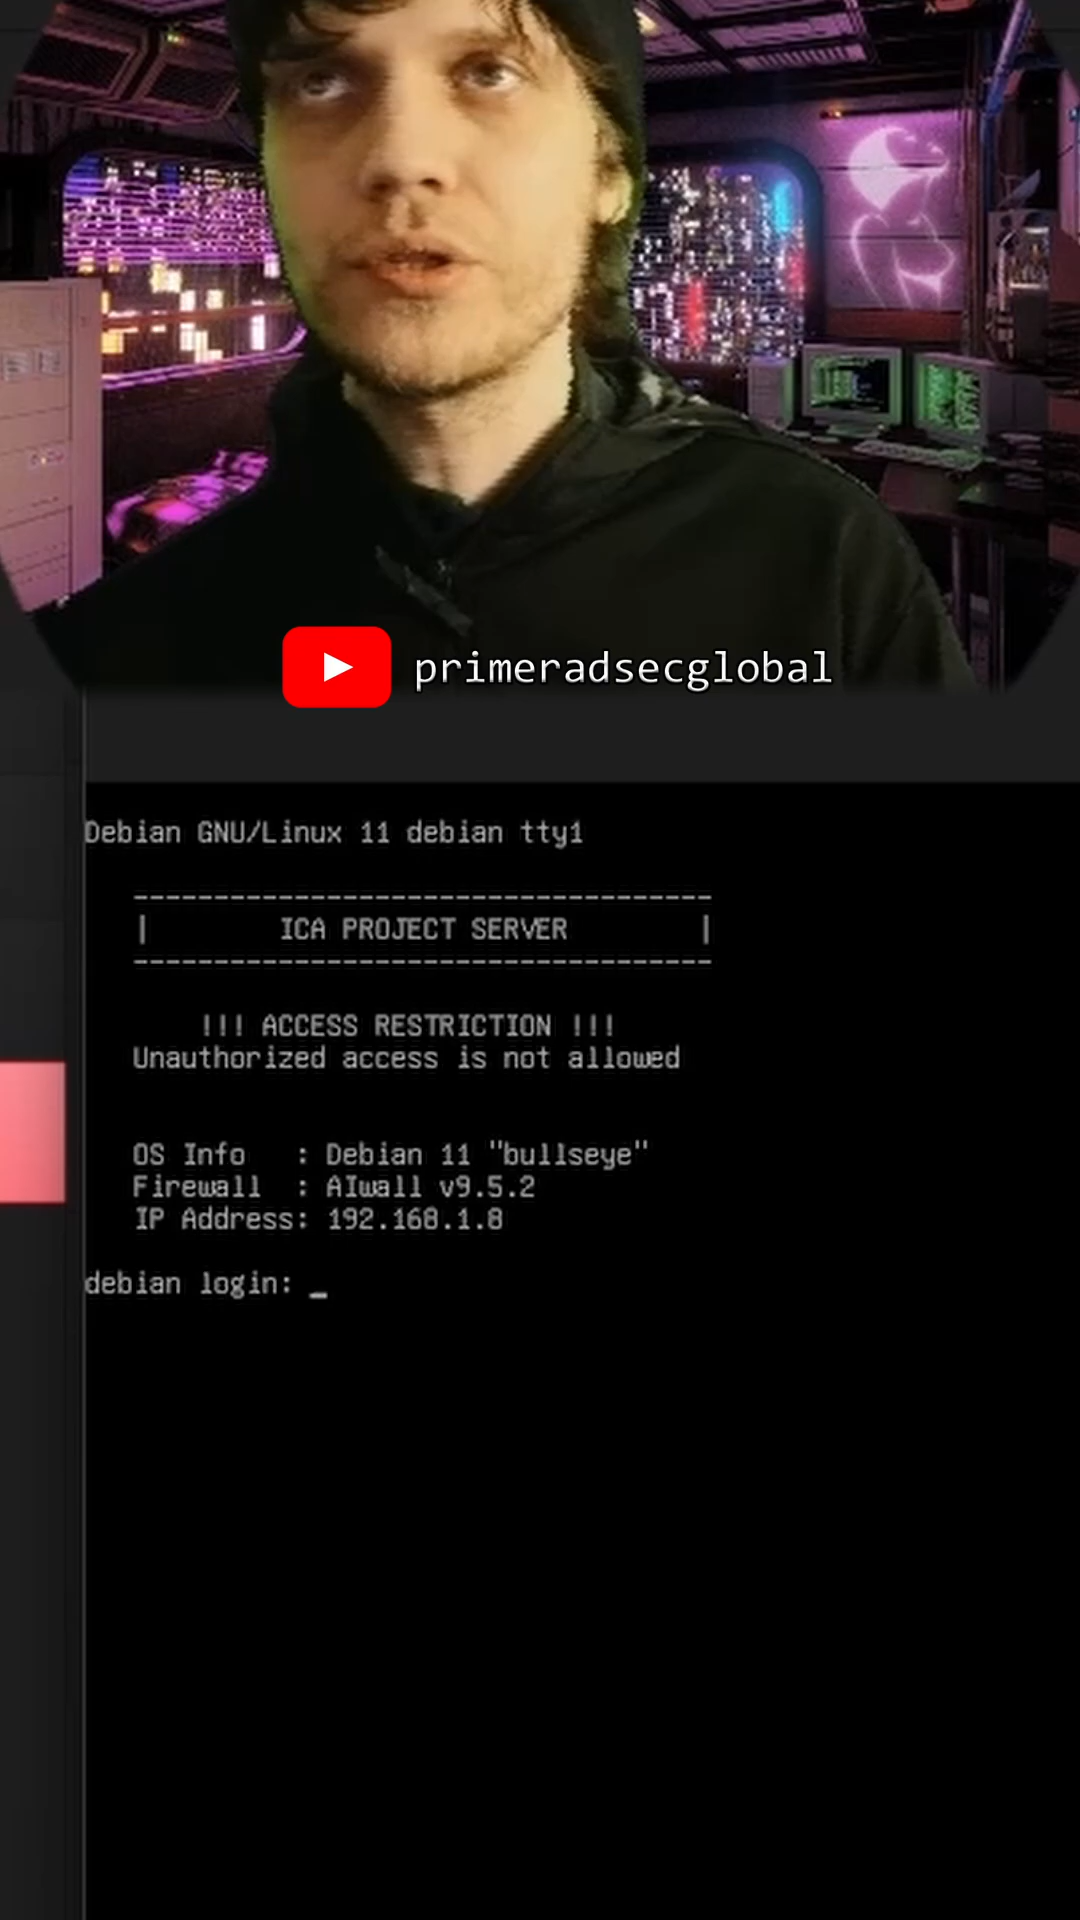 primeradsecglobal
Debian GNU/Linux 11 debian tty1
------------------------------------
|        ICA PROJECT SERVER        |
------------------------------------
!!! ACCESS RESTRICTION !!!
Unauthorized access is not allowed
OS Info   : Debian 11 "bullseye"
Firewall  : AIwall v9.5.2
IP Address: 192.168.1.8
debian login: _